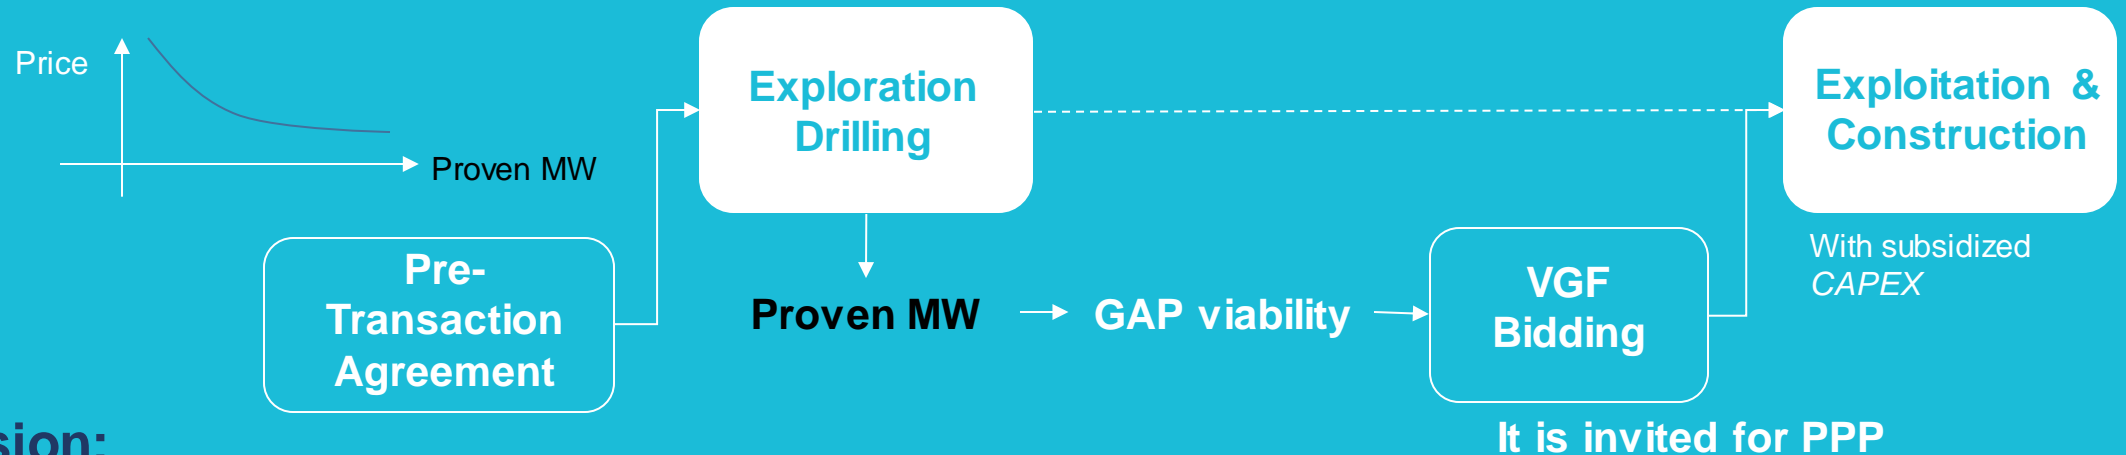 Price
Proven MW
Pre-
Transaction
Agreement
Exploration
Drilling
Proven MW
GAP viability
VGF
Bidding
It is invited for PPP
Exploitation &
Construction
With subsidized
CAPEX